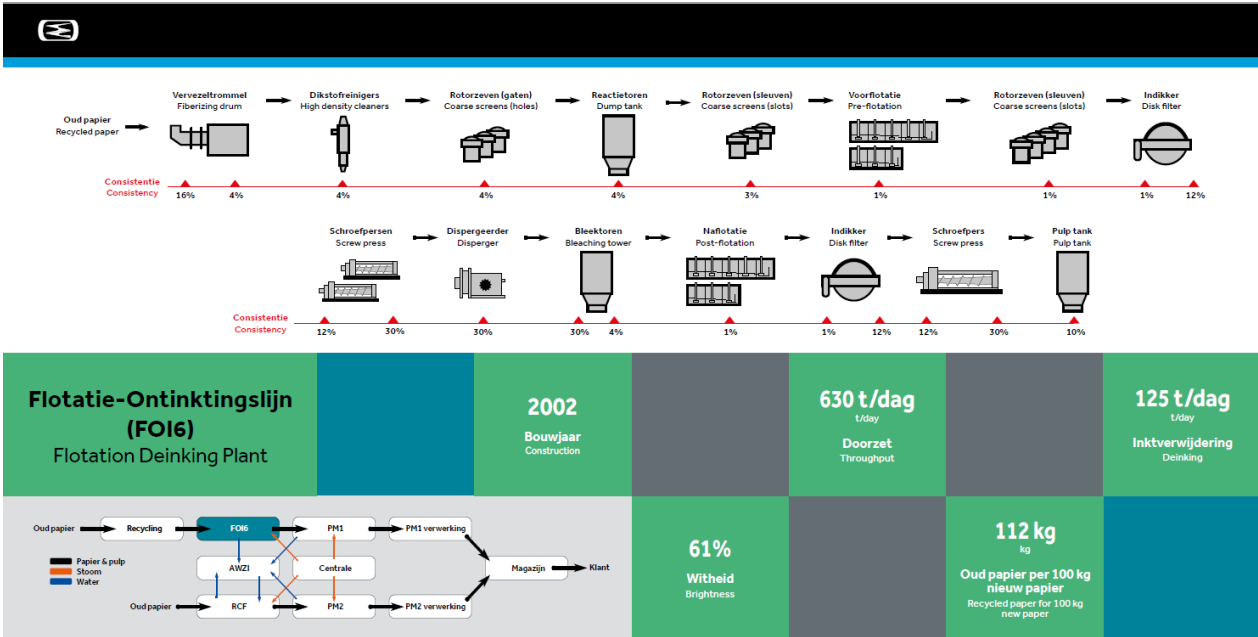 Vervezeltrommel
Fiberizing drum
Dikstofreinigers
High density cleaners
Rotorzeven (gaten)
Coarse screens (holes)
Reactietoren
Dump tank
Rotorzeven (sleuven)
Coarse screens (slots)
Voorflotatie
Pre-flotation
Rotorzeven (sleuven)
Coarse screens (slots)
Indikker
Disk filter
Oud papier
Recycled paper
Consistentie
Consistency
16%
4%
4%
4%
4%
3%
1%
1%
1%
12%
Schroefpersen
Screw press
Dispergeerder
Disperger
Bleektoren
Bleaching tower
Naflotatie
Post-flotation
Indikker
Disk filter
Schroefpers
Screw press
Pulp tank
Pulp tank
Consistentie
Consistency
12%
30%
30%
30%
4%
1%
1%
12%
12%
30%
10%
Flotatie-Ontinktingslijn
(FOI6)
Flotation Deinking Plant
2002
Bouwjaar
Construction
630 t/dag
t/day
Doorzet
Throughput
125 t/dag
t/day
Inktverwijdering
Deinking
Oud papier
Recycling
FOI6
PM1
PM1 verwerking
Papier & pulp
Stoom
Water
AWZI
Centrale
Magazijn
Klant
Oud papier
RCF
PM2
PM2 verwerking
61%
Witheid
Brightness
112 kg
kg
Oud papier per 100 kg
nieuw papier
Recycled paper for 100 kg
new paper